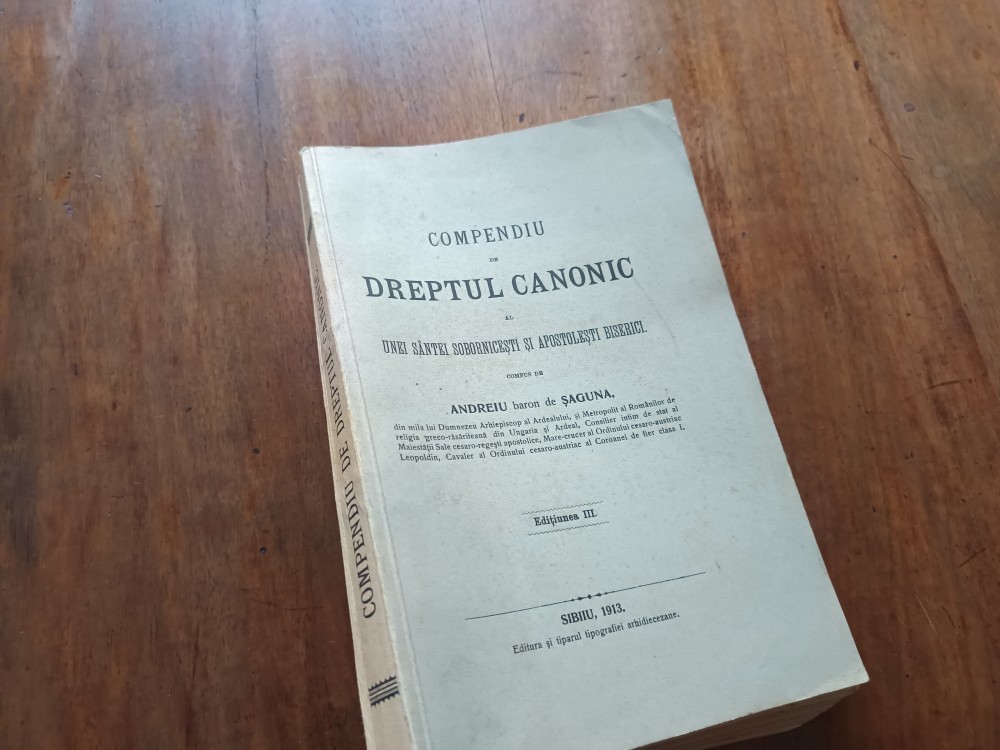 COMPENDIU
DE
DREPTUL CANONIC
AL
UNEI SÂNTEI SOBORNICEȘTI ȘI APOSTOLEȘTI BISERICI.
COMPUS DE
ANDREIU baron de ȘAGUNA,
din mila lui Dumnezeu Arhiepiscop al Ardealului, și Metropolit al Românilor de
religia greco-răsăriteană din Ungaria și Ardeal, Consilier intim de stat al
Maiestății Sale cesaro-regești apostolice, Mare-crucer al Ordinului cesaro-austriac
Leopoldin, Cavaler al Ordinului cesaro-austriac al Coroanei de fier clasa I,
Edițiunea III.
SIBIIU, 1913.
Editura și tiparul tipografiei arhidiecezane.
COMPENDIU DE DREPTUL CANONIC